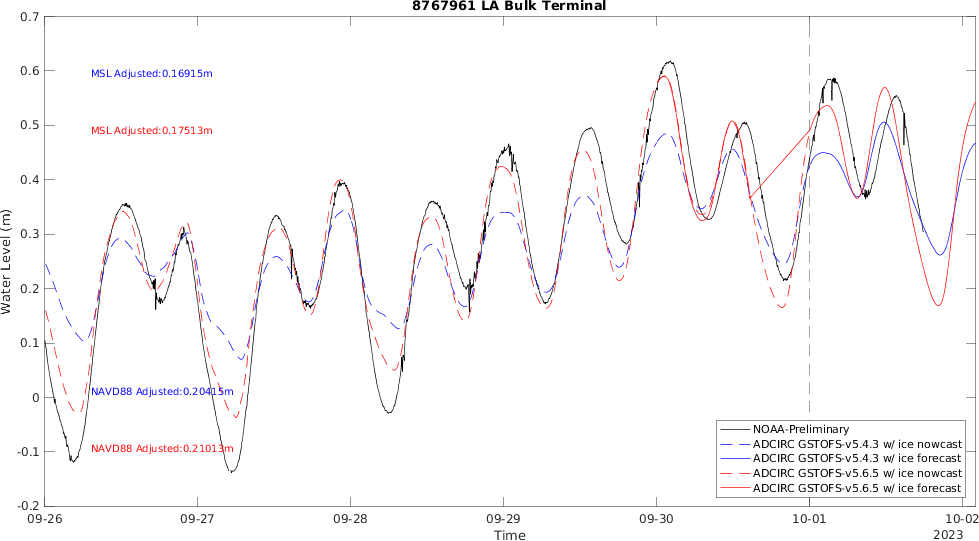 8767961 LA Bulk Terminal
Water Level (m)
0.7
0.6
0.5
0.4
0.3
0.2
0.1
0
-0.1
-0.2
MSL Adjusted:0.16915m
MSL Adjusted:0.17513m
NAVD88 Adjusted:0.20415m
NAVD88 Adjusted:0.21013m
NOAA-Preliminary
ADCIRC GSTOFS-v5.4.3 w/ ice nowcast
ADCIRC GSTOFS-v5.4.3 w/ ice forecast
ADCIRC GSTOFS-v5.6.5 w/ ice nowcast
ADCIRC GSTOFS-v5.6.5 w/ ice forecast
09-26 09-27 09-28 09-29 09-30 10-01 10-02
Time
2023